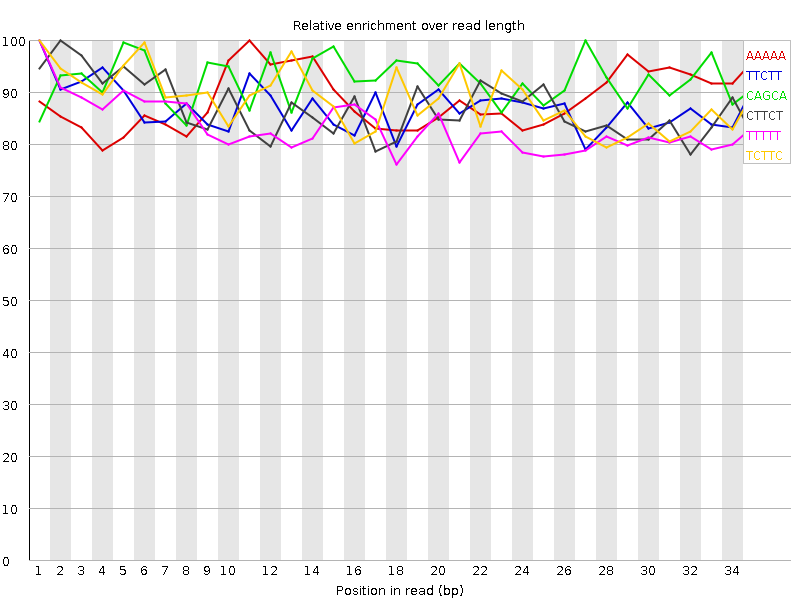 Relative enrichment over read length
100
90
80
70
60
50
40
30
20
10
0
AAAAA
TTCTT
CAGCA
CTTCT
TTTTT
TCTTC
1 2 3 4 5 6 7 8 9 10 12 14 16 18 20 22 24 26 28 30 32 34
Position in read (bp)